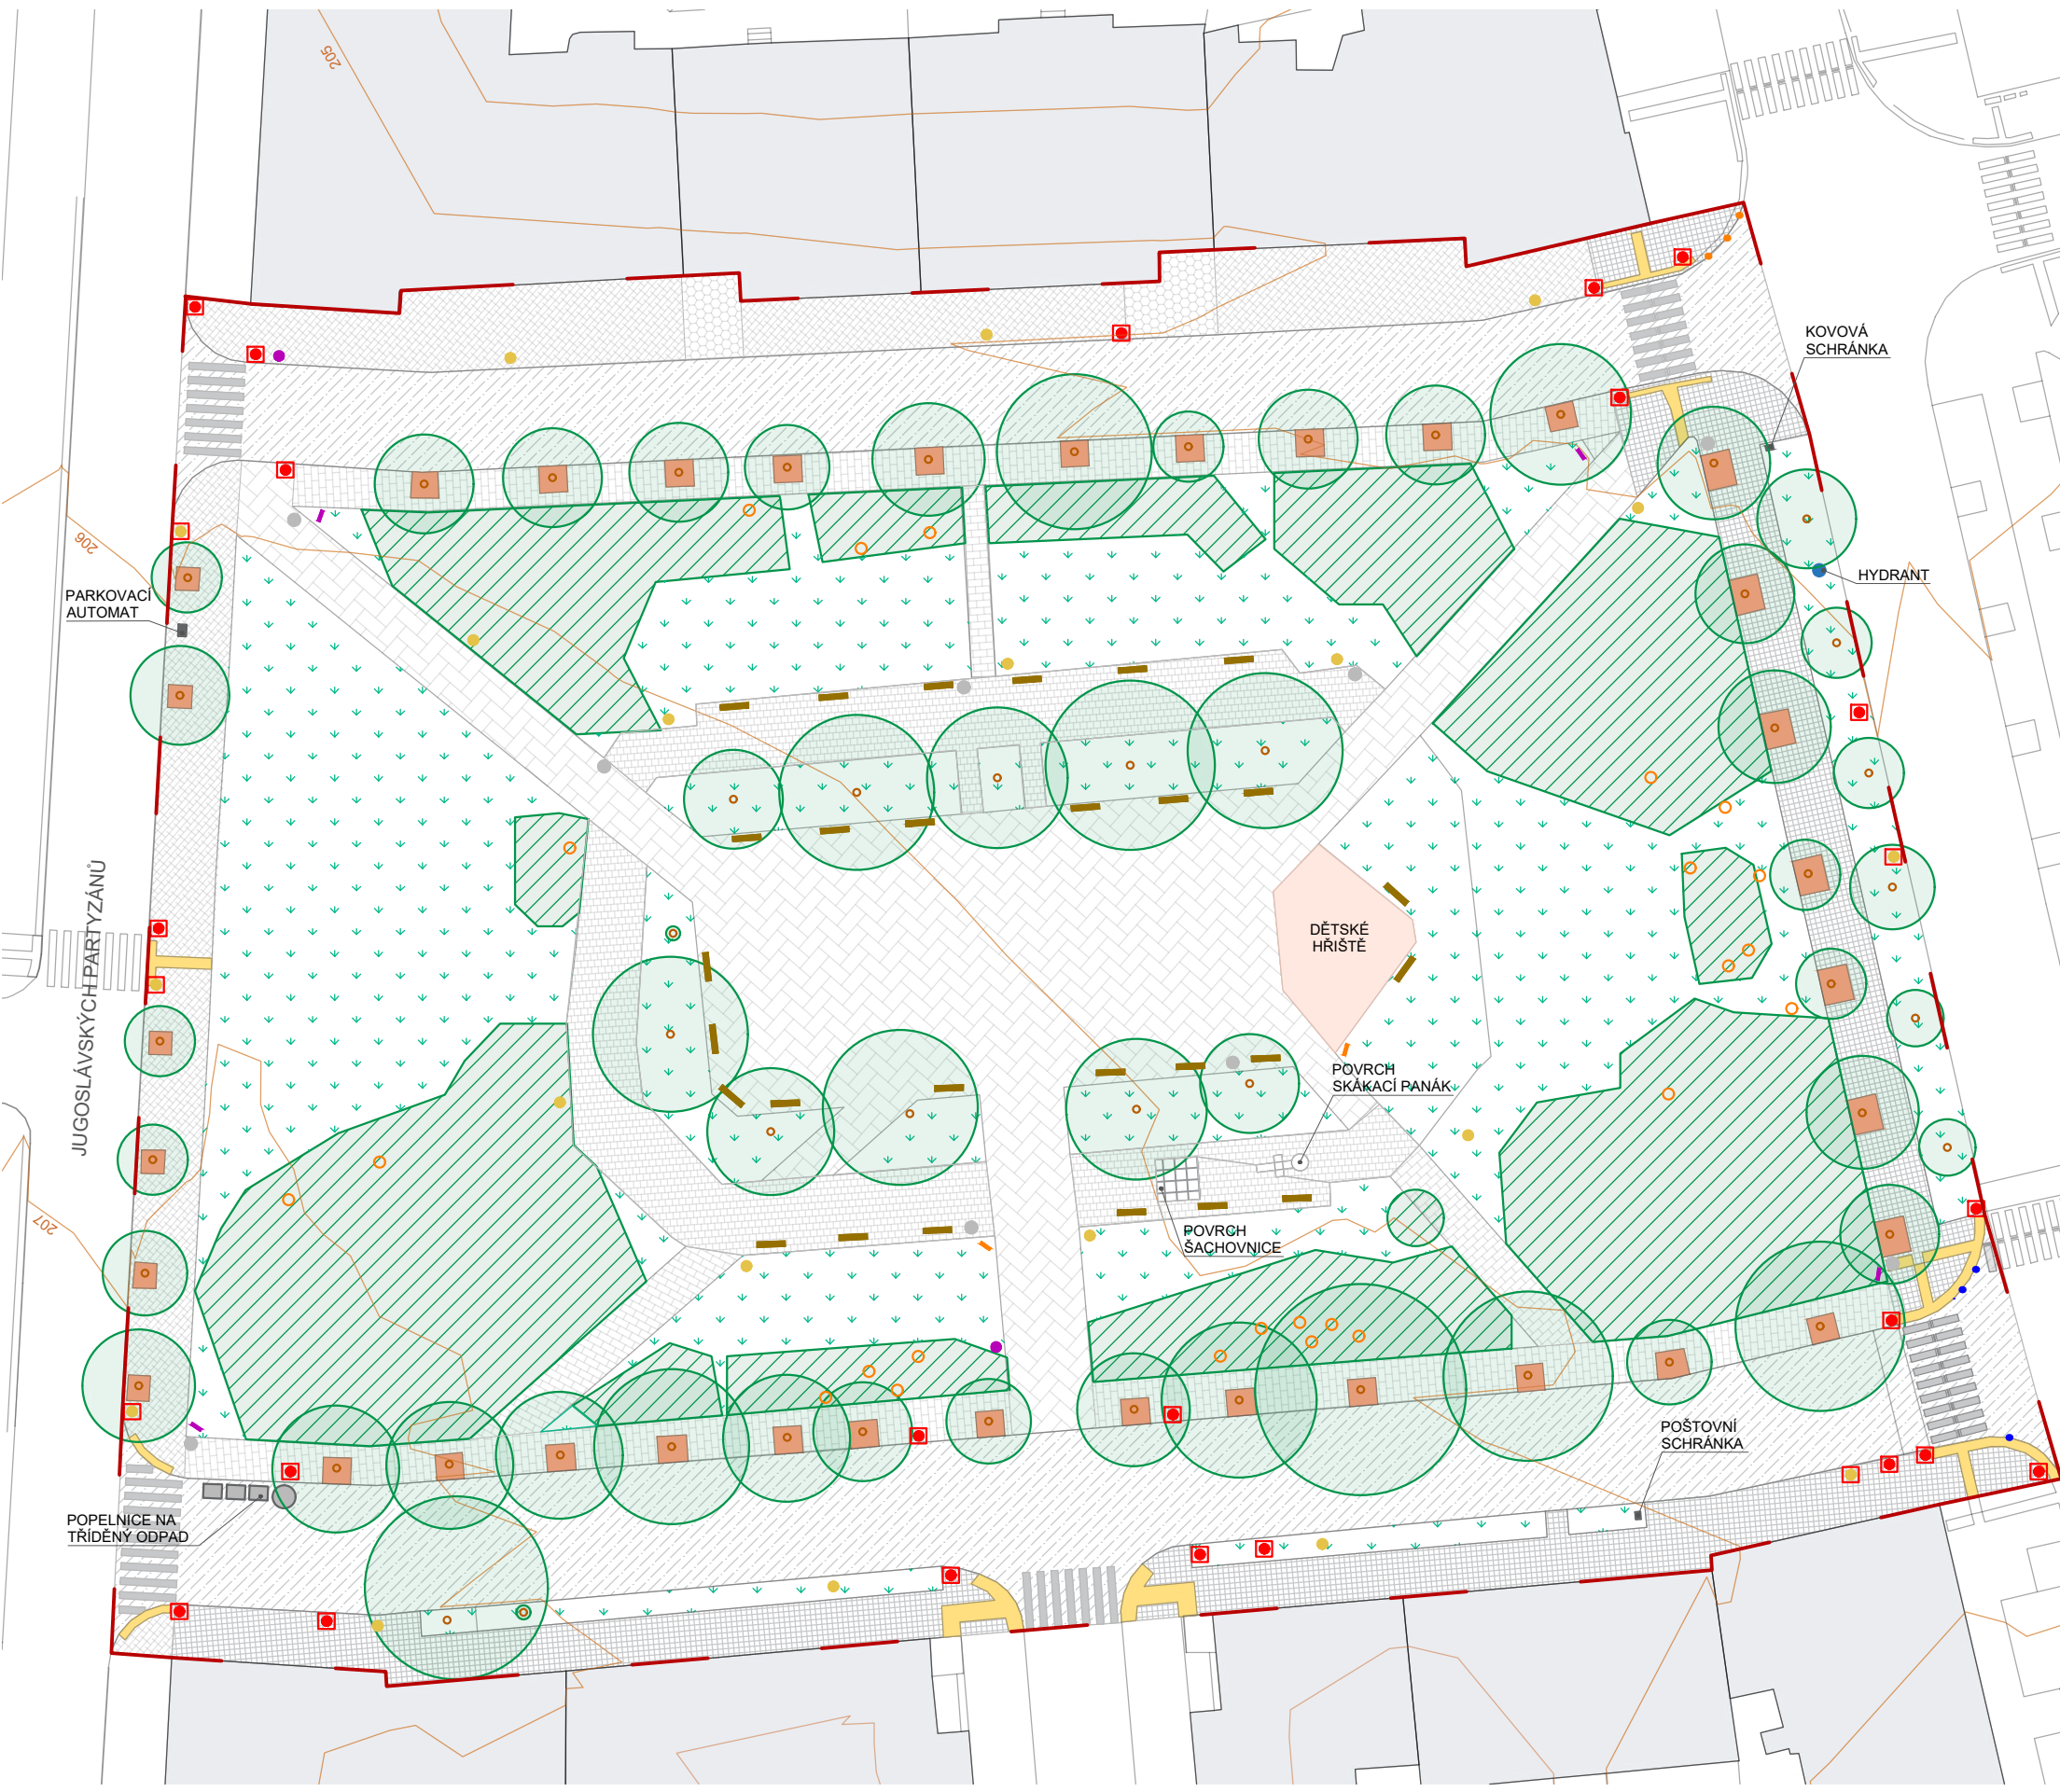 205
KOVOVÁ
SCHRÁNKA
206
HYDRANT
PARKOVACÍ
AUTOMAT
JUGOSLÁVSKÝCH PARTYZÁNŮ
DĚTSKÉ
HŘIŠTĚ
POVRCH
SKÁKACÍ PANÁK
207
POVRCH
ŠACHOVNICE
POŠTOVNÍ
SCHRÁNKA
POPELNICE NA
TŘÍDĚNÝ ODPAD